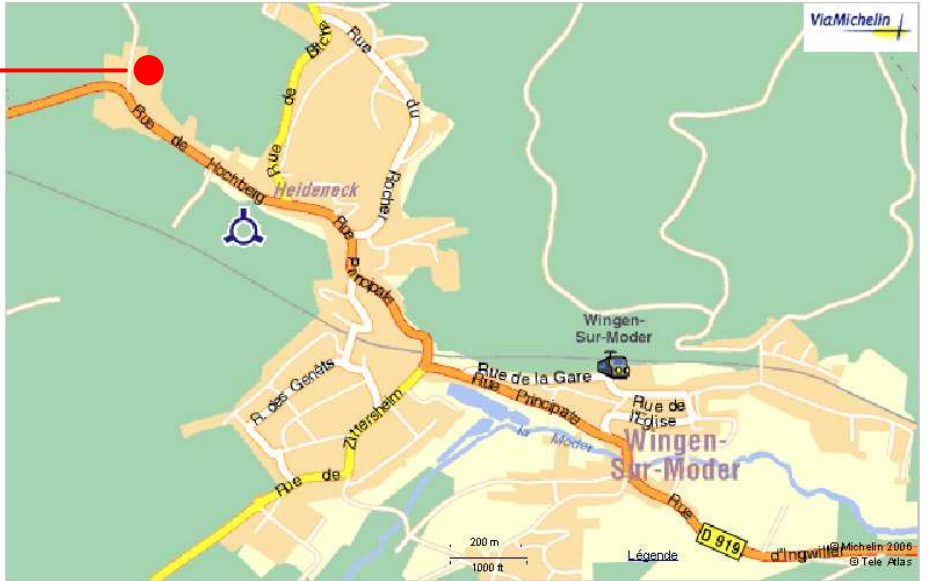 ViaMichelin
Rue de Bitche
Rue du Rocher
Rue de Hochberg
Heideneck
Rue Principale
Wingen-
Sur-Moder
Rue de la Gare
R. des Genêts
Rue Principale
Rue de
l'Eglise
Rue de Zittersheim
la Moder
Wingen-
Sur-Moder
Rue d'Ingwiller
D 919
200 m
1000 ft
Légende
© Michelin 2006
© Tele Atlas